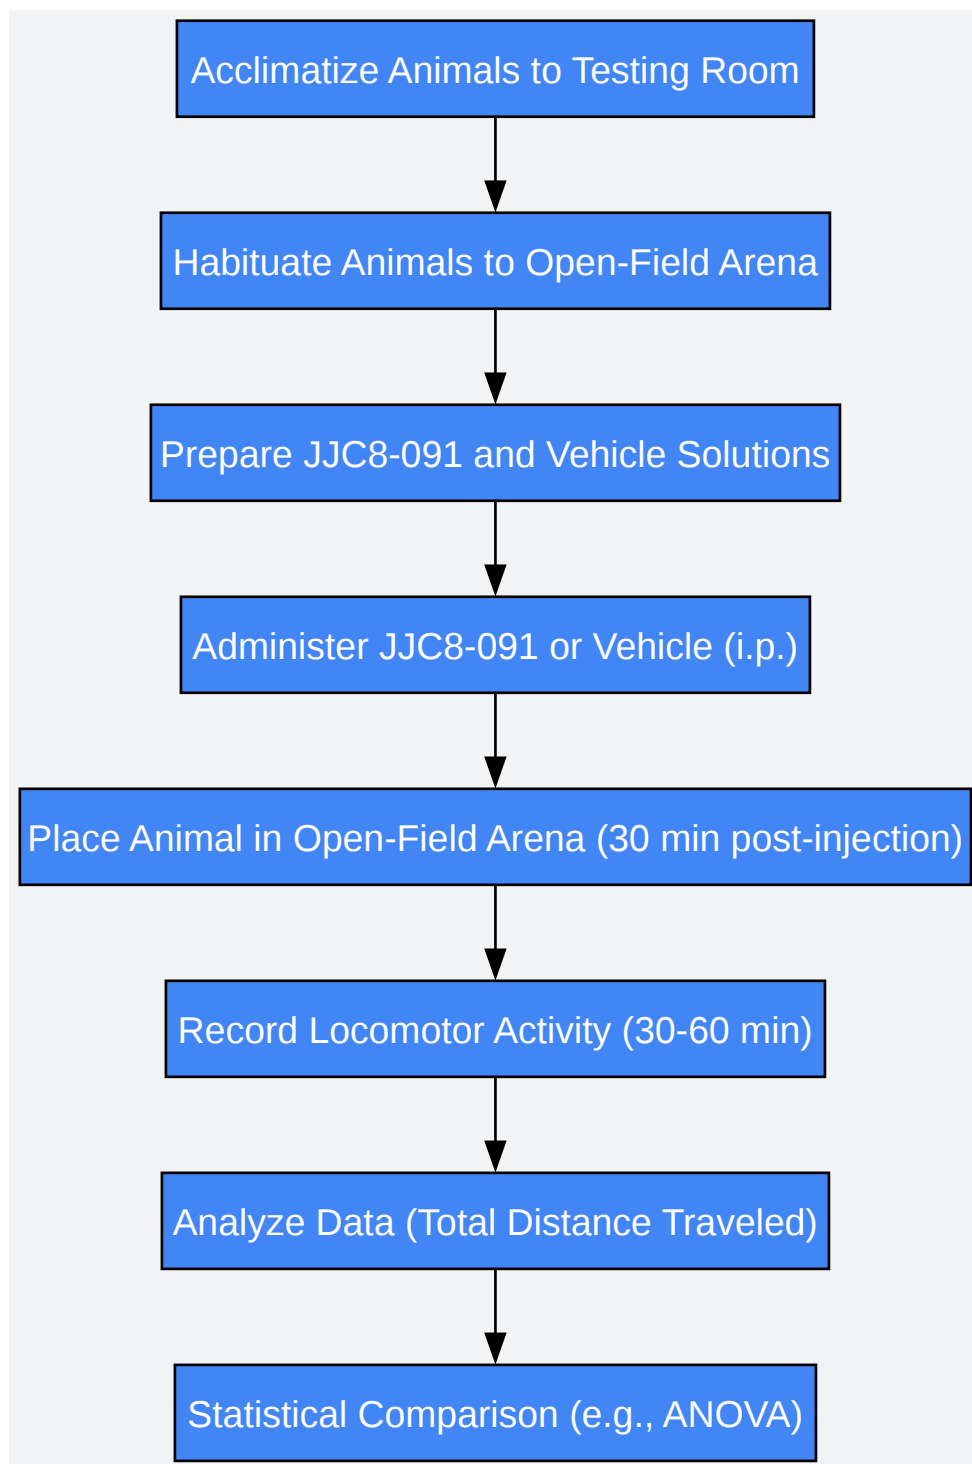 Acclimatize Animals to Testing Room
Habituate Animals to Open-Field Arena
Prepare JJC8-091 and Vehicle Solutions
Administer JJC8-091 or Vehicle (i.p.)
Place Animal in Open-Field Arena (30 min post-injection)
Record Locomotor Activity (30-60 min)
Analyze Data (Total Distance Traveled)
Statistical Comparison (e.g., ANOVA)